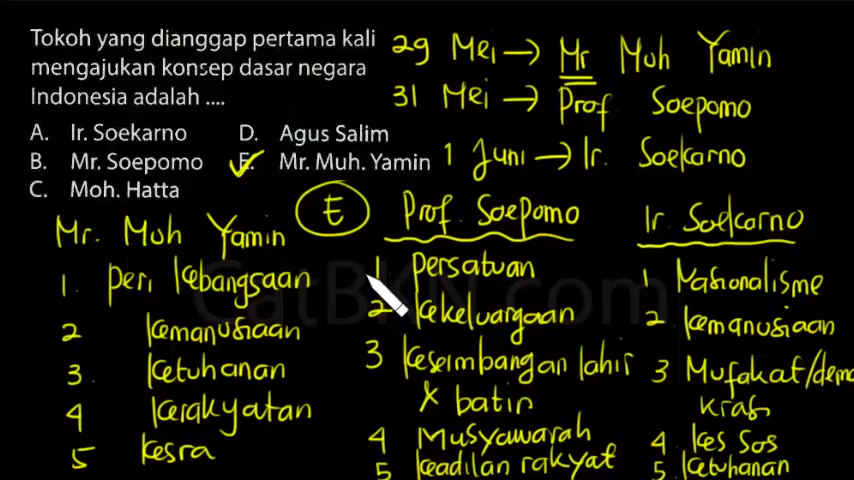 Tokoh yang dianggap pertama kali
mengajukan konsep dasar negara
Indonesia adalah ....
A. Ir. Soekarno
B. Mr. Soepomo
C. Moh. Hatta
D. Agus Salim
E. Mr. Muh. Yamin
29 Mei → Mr Moh Yamin
31 Mei → Prof Soepomo
1 Juni → Ir. Soekarno
E
Mr. Moh Yamin
1. Peri kebangsaan
2 kemanusiaan
3. ketuhanan
4 kerakyatan
5 kesra
Prof. Soepomo
1 Persatuan
2 kekeluargaan
3 keseimbangan lahir
x batin
4 Musyawarah
5 keadilan rakyat
Ir. Soekarno
1 Nasionalisme
2 kemanusiaan
3 Mufakat/demo
krasi
4 kes sos
5 ketuhanan
CatBKN.com